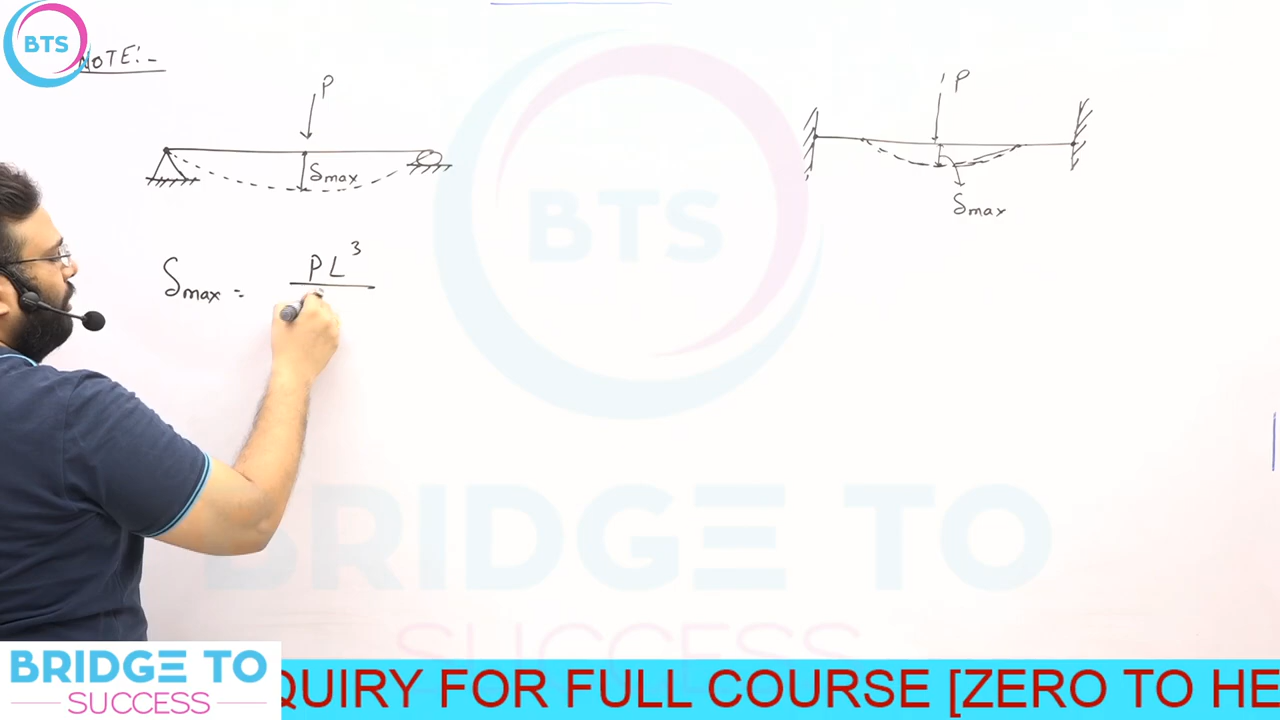 BTS
NOTE:-
P
δmax
P
δmax
δmax =
PL³
BTS
BRIDGE TO
SUCCESS
BRIDGE TO
SUCCESS
QUIRY FOR FULL COURSE [ZERO TO HE